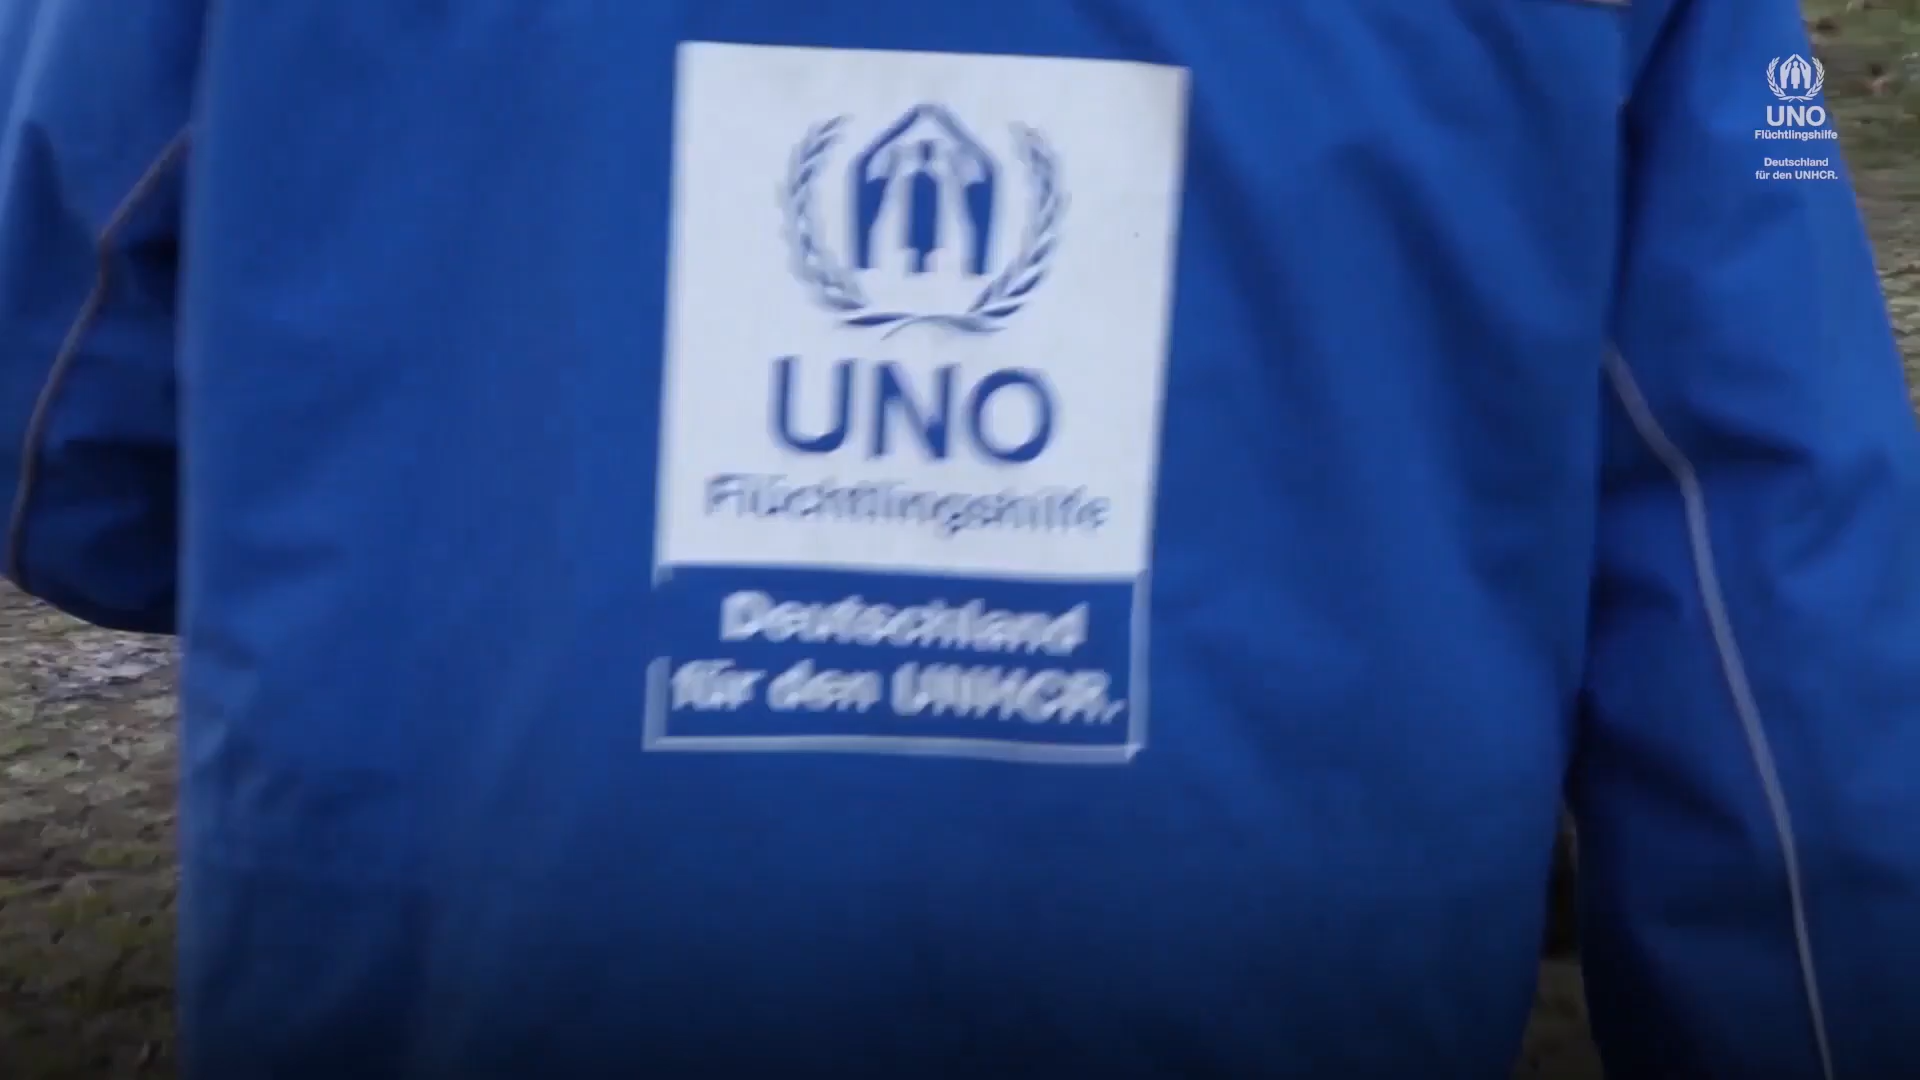 UNO
Flüchtlingshilfe
Deutschland
für den UNHCR.
UNO
Flüchtlingshilfe
Deutschland
für den UNHCR.